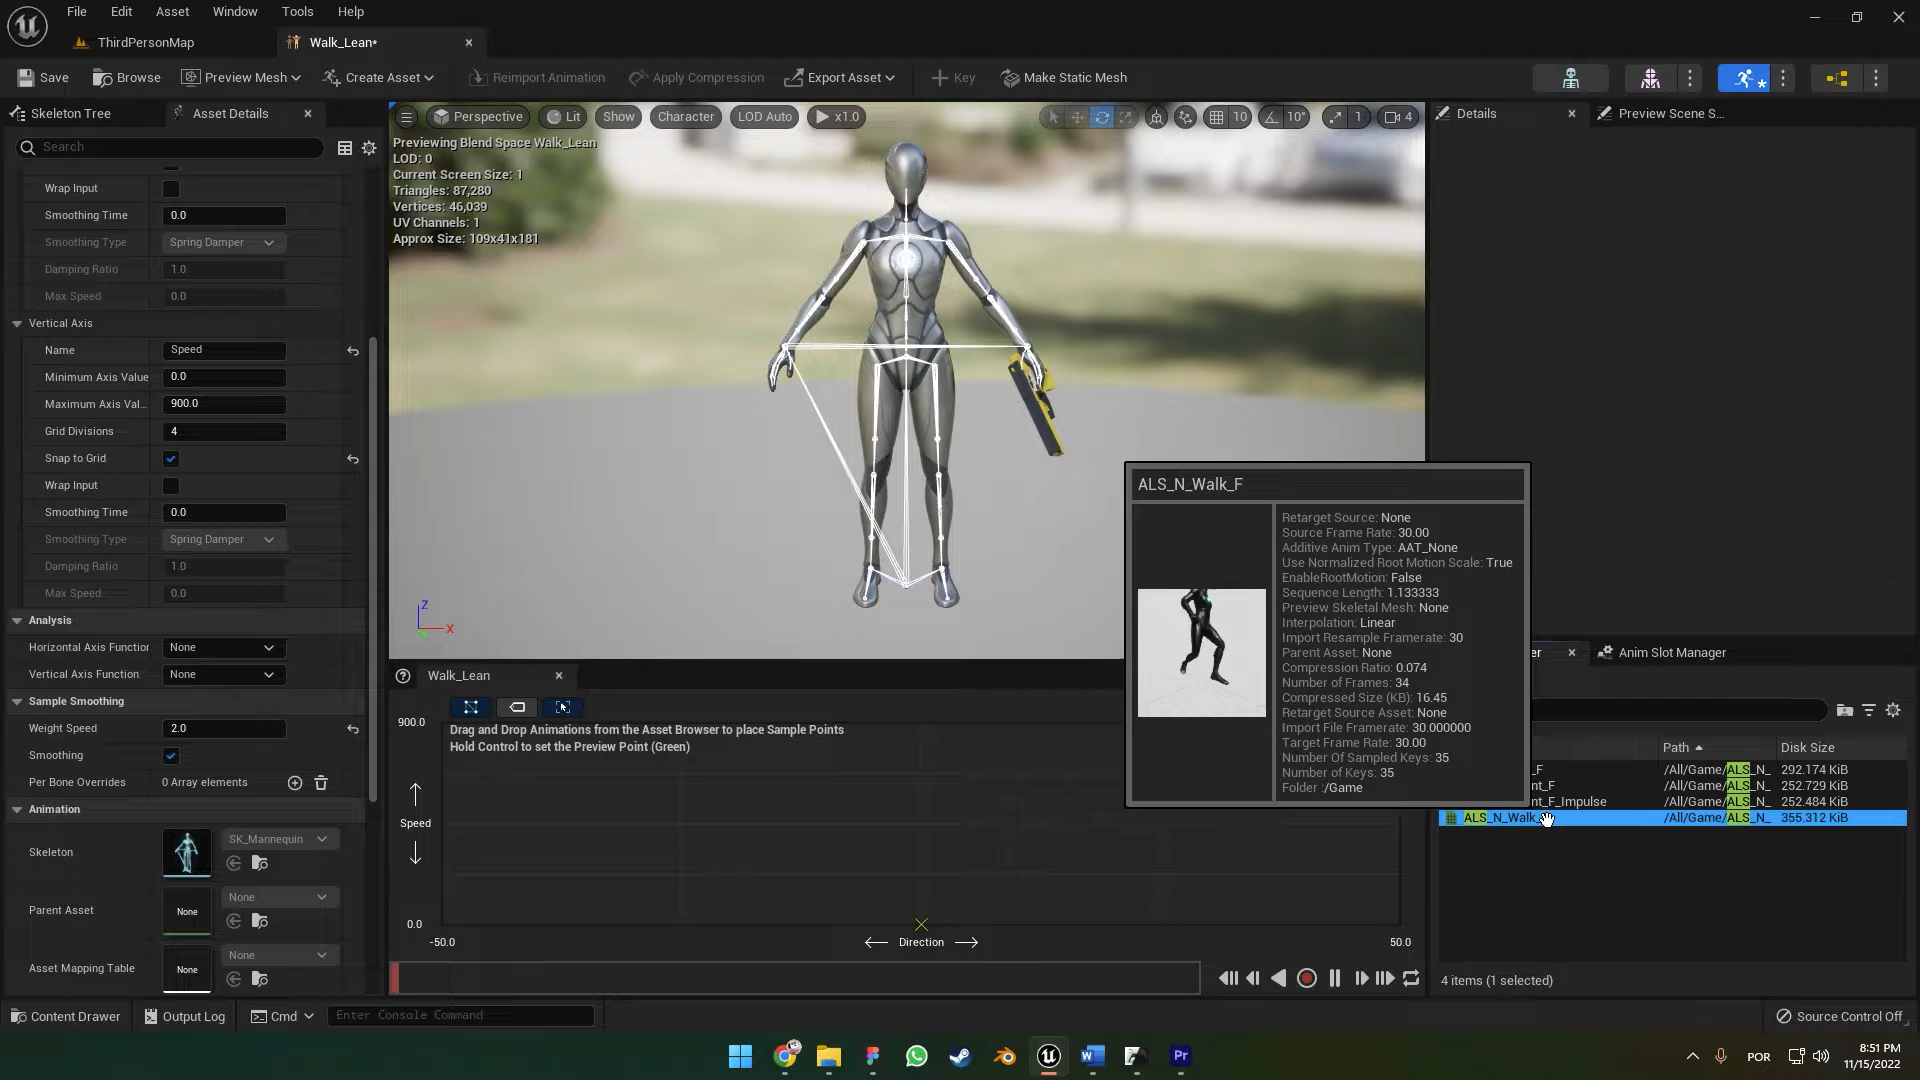 File Edit Asset Window Tools Help
ThirdPersonMap
Walk_Lean*
Save Browse Preview Mesh Create Asset Reimport Animation Apply Compression Export Asset Key Make Static Mesh
Skeleton Tree
Asset Details
Search
Wrap Input
Smoothing Time 0.0
Smoothing Type Spring Damper
Damping Ratio 1.0
Max Speed 0.0
Vertical Axis
Name Speed
Minimum Axis Value 0.0
Maximum Axis Val... 900.0
Grid Divisions 4
Snap to Grid
Wrap Input
Smoothing Time 0.0
Smoothing Type Spring Damper
Damping Ratio 1.0
Max Speed 0.0
Analysis
Horizontal Axis Function None
Vertical Axis Function None
Sample Smoothing
Weight Speed 2.0
Smoothing
Per Bone Overrides 0 Array elements
Animation
Skeleton SK_Mannequin
Parent Asset None None
Asset Mapping Table None None
Perspective Lit Show Character LOD Auto x1.0 10 10° 1 4
Previewing Blend Space Walk_Lean
LOD: 0
Current Screen Size: 1
Triangles: 87,280
Vertices: 46,039
UV Channels: 1
Approx Size: 109x41x181
Z
X
Walk_Lean
900.0
Drag and Drop Animations from the Asset Browser to place Sample Points
Hold Control to set the Preview Point (Green)
Speed
0.0
-50.0 Direction 50.0
Details
Preview Scene S...
ALS_N_Walk_F
Retarget Source: None
Source Frame Rate: 30.00
Additive Anim Type: AAT_None
Use Normalized Root Motion Scale: True
EnableRootMotion: False
Sequence Length: 1.133333
Preview Skeletal Mesh: None
Interpolation: Linear
Import Resample Framerate: 30
Parent Asset: None
Compression Ratio: 0.074
Number of Frames: 34
Compressed Size (KB): 16.45
Retarget Source Asset: None
Import File Framerate: 30.000000
Target Frame Rate: 30.00
Number Of Sampled Keys: 35
Number of Keys: 35
Folder :/Game
er
Anim Slot Manager
Path Disk Size
_F /All/Game/ALS_N_ 292.174 KiB
nt_F /All/Game/ALS_N_ 252.729 KiB
nt_F_Impulse /All/Game/ALS_N_ 252.484 KiB
ALS_N_Walk_ /All/Game/ALS_N_ 355.312 KiB
4 items (1 selected)
Content Drawer Output Log Cmd Enter Console Command Source Control Off
POR
8:51 PM
11/15/2022